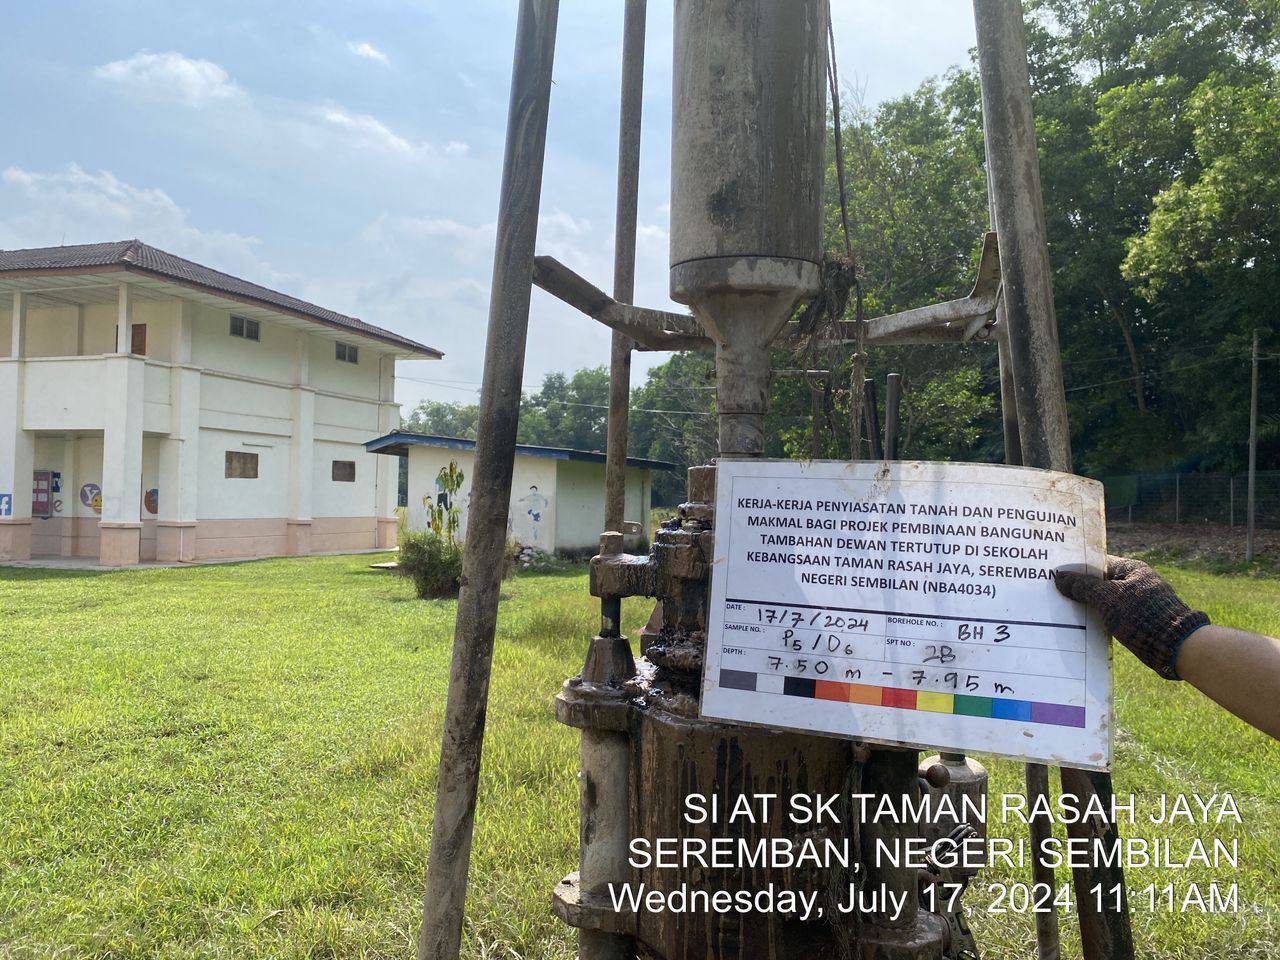 KERJA-KERJA PENYIASATAN TANAH DAN PENGUJIAN
MAKMAL BAGI PROJEK PEMBINAAN BANGUNAN
TAMBAHAN DEWAN TERTUTUP DI SEKOLAH
KEBANGSAAN TAMAN RASAH JAYA, SEREMBAN
NEGERI SEMBILAN (NBA4034)
DATE : 17/7/2024 BOREHOLE NO. : BH 3
SAMPLE NO. : P5/D6 SPT NO : 28
DEPTH : 7.50 m - 7.95 m
SI AT SK TAMAN RASAH JAYA
SEREMBAN, NEGERI SEMBILAN
Wednesday, July 17, 2024 11:11AM